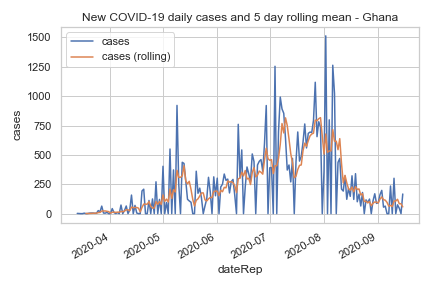 New COVID-19 daily cases and 5 day rolling mean - Ghana
cases
cases (rolling)
1500
1250
1000
750
500
250
0
cases
2020-04
2020-05
2020-06
2020-07
2020-08
2020-09
dateRep